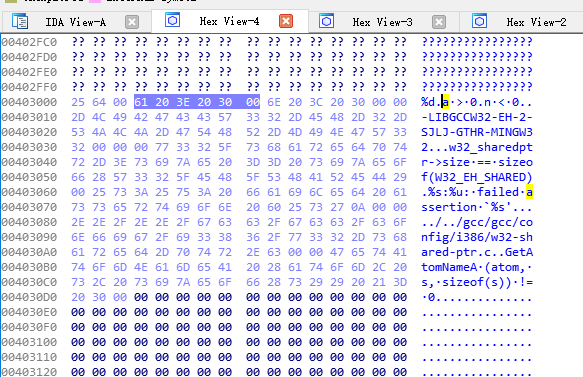 IDA View-A
Hex View-4
Hex View-3
Hex View-2
00402FC0 ?? ?? ?? ?? ?? ?? ?? ?? ?? ?? ?? ?? ?? ?? ?? ?? ????????????????
00402FD0 ?? ?? ?? ?? ?? ?? ?? ?? ?? ?? ?? ?? ?? ?? ?? ?? ????????????????
00402FE0 ?? ?? ?? ?? ?? ?? ?? ?? ?? ?? ?? ?? ?? ?? ?? ?? ????????????????
00402FF0 ?? ?? ?? ?? ?? ?? ?? ?? ?? ?? ?? ?? ?? ?? ?? ?? ????????????????
00403000 25 64 00 61 20 3E 20 30 00 6E 20 3C 20 30 00 00 %d.a·>·0.n·<·0..
00403010 2D 4C 49 42 47 43 43 57 33 32 2D 45 48 2D 32 2D -LIBGCCW32-EH-2-
00403020 53 4A 4C 4A 2D 47 54 48 52 2D 4D 49 4E 47 57 33 SJLJ-GTHR-MINGW3
00403030 32 00 00 00 77 33 32 5F 73 68 61 72 65 64 70 74 2...w32_sharedpt
00403040 72 2D 3E 73 69 7A 65 20 3D 3D 20 73 69 7A 65 6F r->size·==·sizeo
00403050 66 28 57 33 32 5F 45 48 5F 53 48 41 52 45 44 29 f(W32_EH_SHARED)
00403060 00 25 73 3A 25 75 3A 20 66 61 69 6C 65 64 20 61 .%s:%u:·failed·a
00403070 73 73 65 72 74 69 6F 6E 20 60 25 73 27 0A 00 00 ssertion·`%s'...
00403080 2E 2E 2F 2E 2E 2F 67 63 63 2F 67 63 63 2F 63 6F ../../gcc/gcc/co
00403090 6E 66 69 67 2F 69 33 38 36 2F 77 33 32 2D 73 68 nfig/i386/w32-sh
004030A0 61 72 65 64 2D 70 74 72 2E 63 00 00 47 65 74 41 ared-ptr.c..GetA
004030B0 74 6F 6D 4E 61 6D 65 41 20 28 61 74 6F 6D 2C 20 tomNameA·(atom,·
004030C0 73 2C 20 73 69 7A 65 6F 66 28 73 29 29 20 21 3D s,·sizeof(s))·!=
004030D0 20 30 00 00 00 00 00 00 00 00 00 00 00 00 00 00 ·0..............
004030E0 00 00 00 00 00 00 00 00 00 00 00 00 00 00 00 00 ................
004030F0 00 00 00 00 00 00 00 00 00 00 00 00 00 00 00 00 ................
00403100 00 00 00 00 00 00 00 00 00 00 00 00 00 00 00 00 ................
00403110 00 00 00 00 00 00 00 00 00 00 00 00 00 00 00 00 ................
00403120 00 00 00 00 00 00 00 00 00 00 00 00 00 00 00 00 ................